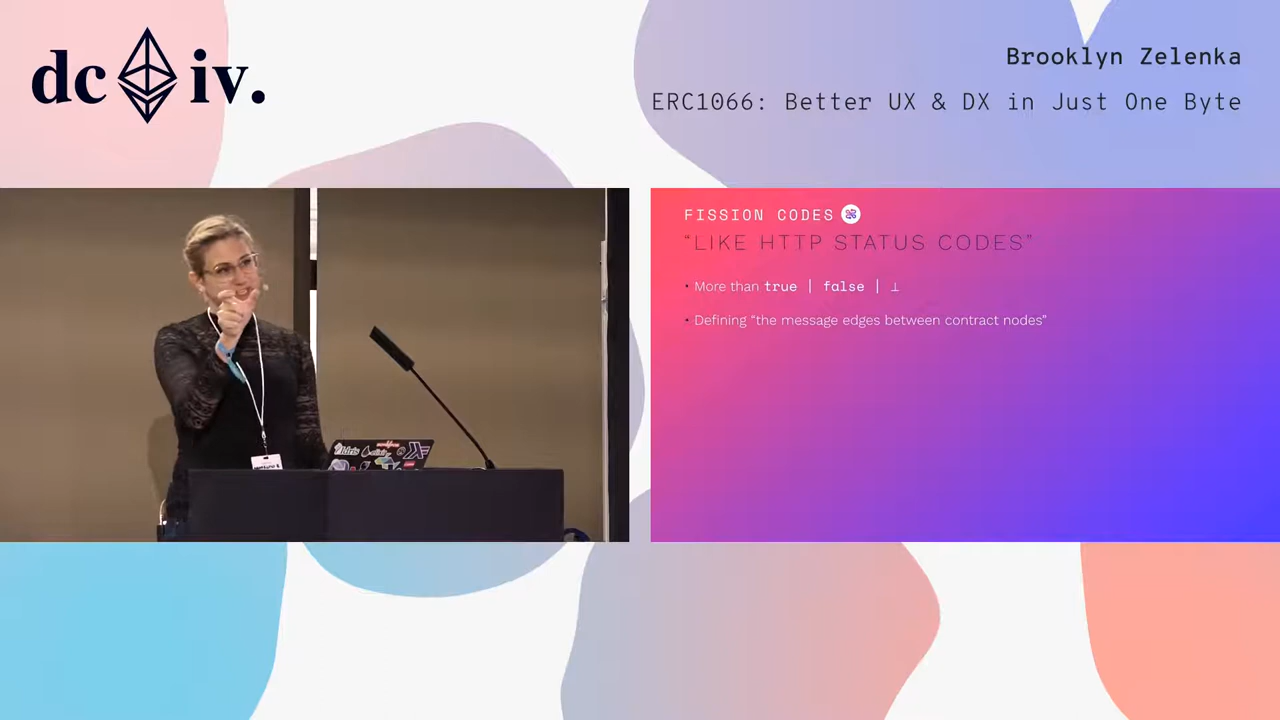 dc iv.
Brooklyn Zelenka
ERC1066: Better UX & DX in Just One Byte
FISSION CODES
“LIKE HTTP STATUS CODES”
• More than true | false | ⊥
• Defining “the message edges between contract nodes”
Idris